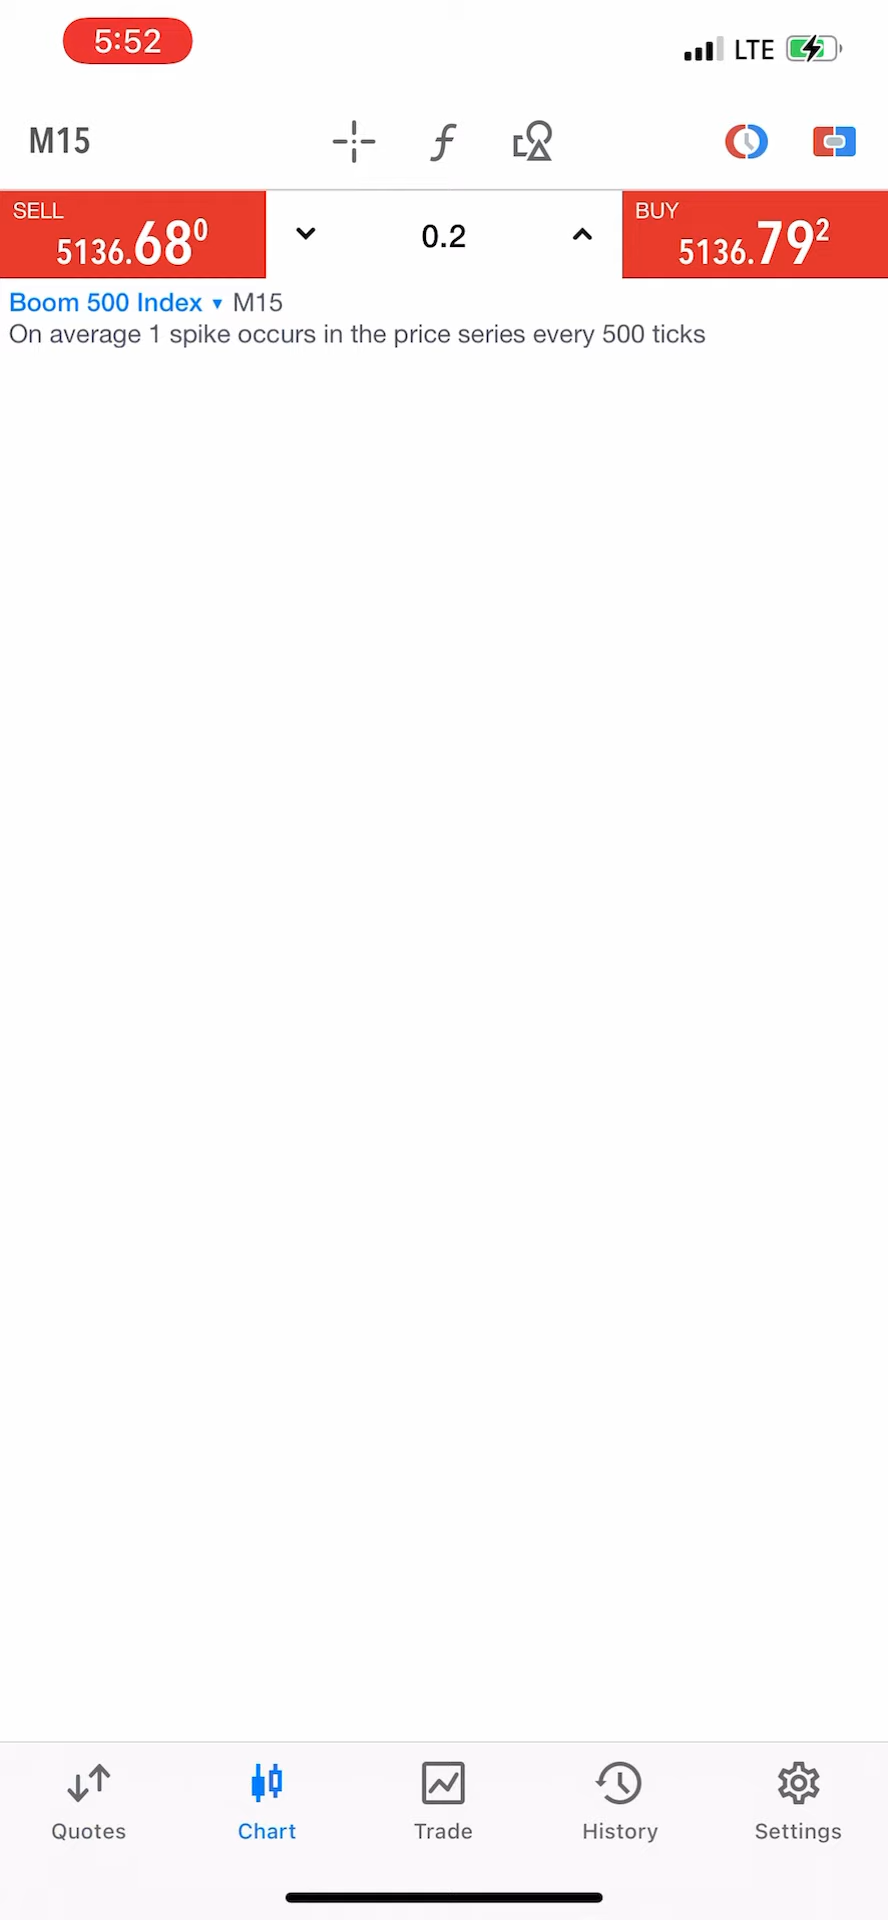 5:52
LTE
M15
SELL
5136.680
0.2
BUY
5136.792
Boom 500 Index ▾ M15
On average 1 spike occurs in the price series every 500 ticks
Quotes
Chart
Trade
History
Settings